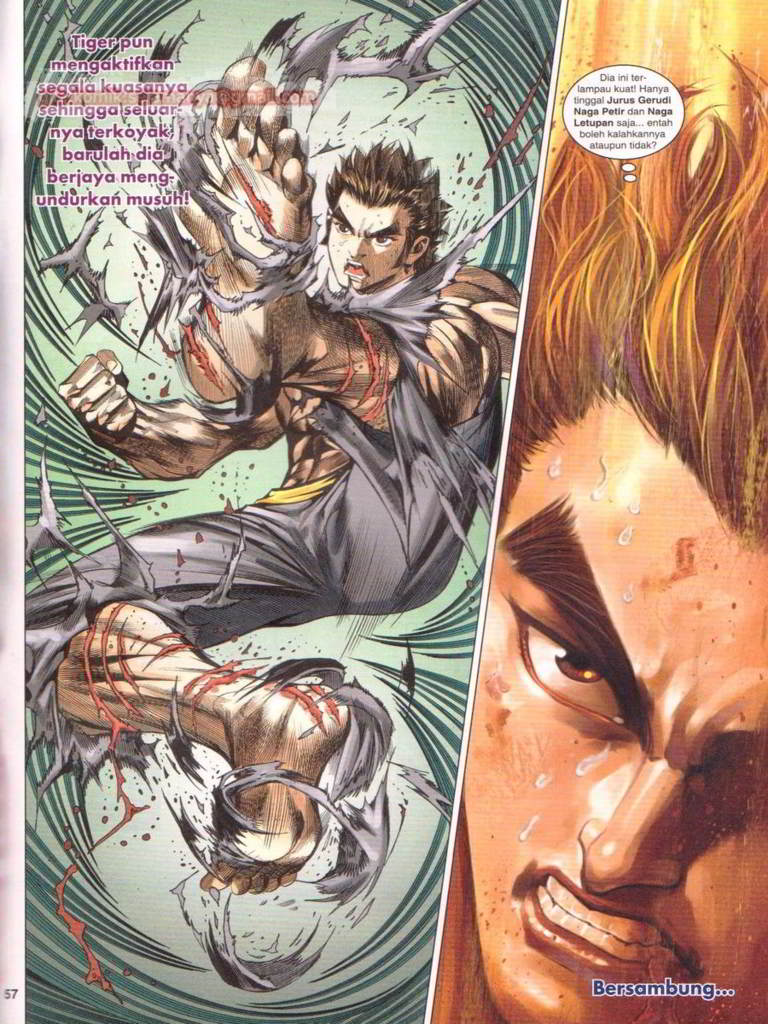 Tiger pun
mengaktifkan
segala kuasanya
sehingga seluar-
nya terkoyak,
barulah dia
berjaya meng-
undurkan musuh!
Dia ini ter-
lampau kuat! Hanya
tinggal Jurus Gerudi
Naga Petir dan Naga
Letupan saja... entah
boleh kalahkannya
ataupun tidak?
57
Bersambung...